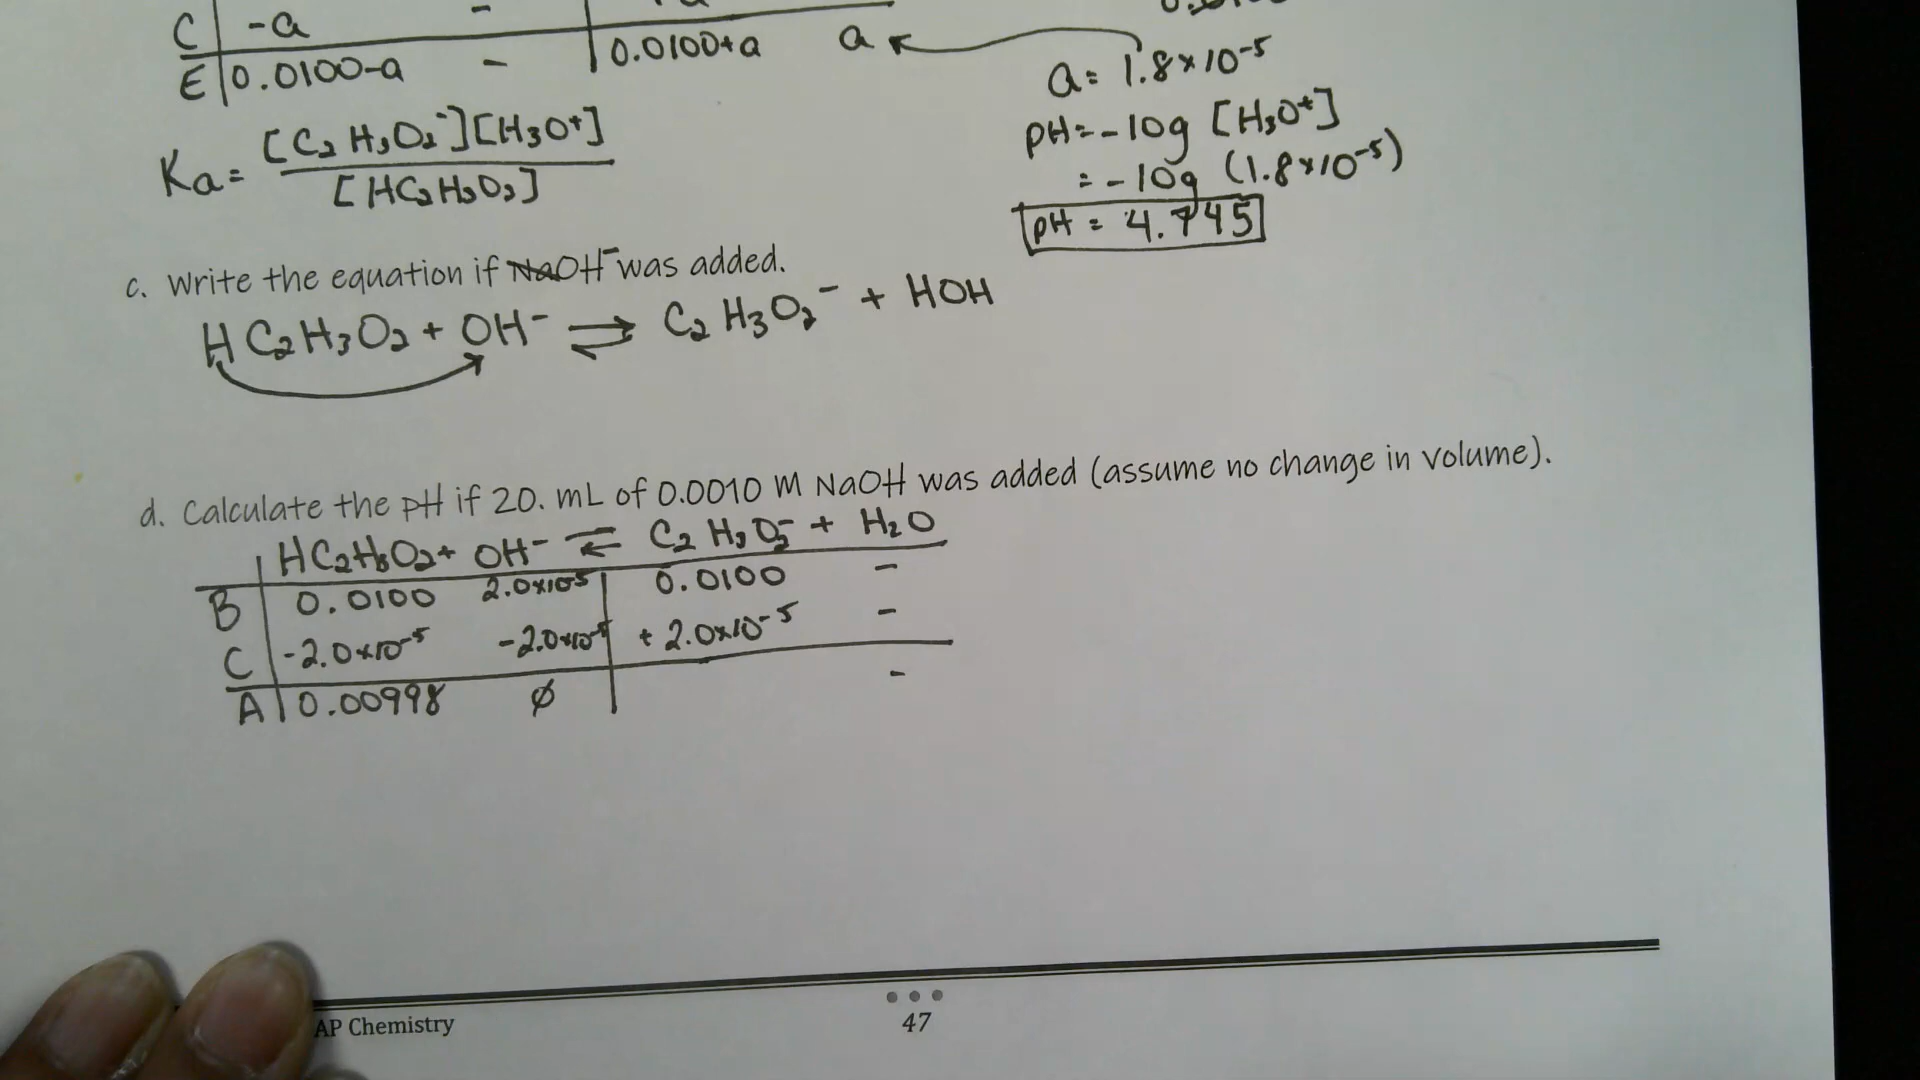 C -a -
E 0.0100-a - 0.0100+a a
a= 1.8×10⁻⁵
Ka= [C₂H₃O₂⁻][H₃O⁺]
[HC₂H₃O₂]
pH=-log [H₃O⁺]
= -log (1.8×10⁻⁵)
pH = 4.745
c. Write the equation if NaOH⁻ was added.
HC₂H₃O₂ + OH⁻ ⇌ C₂H₃O₂⁻ + HOH
d. Calculate the pH if 20. mL of 0.0010 M NaOH was added (assume no change in volume).
HC₂H₃O₂ + OH⁻ ⇌ C₂H₃O₂⁻ + H₂O
B 0.0100 2.0×10⁻⁵ 0.0100 -
C -2.0×10⁻⁵ -2.0×10⁻⁵ + 2.0×10⁻⁵ -
A 0.00998 ∅ -
AP Chemistry
47